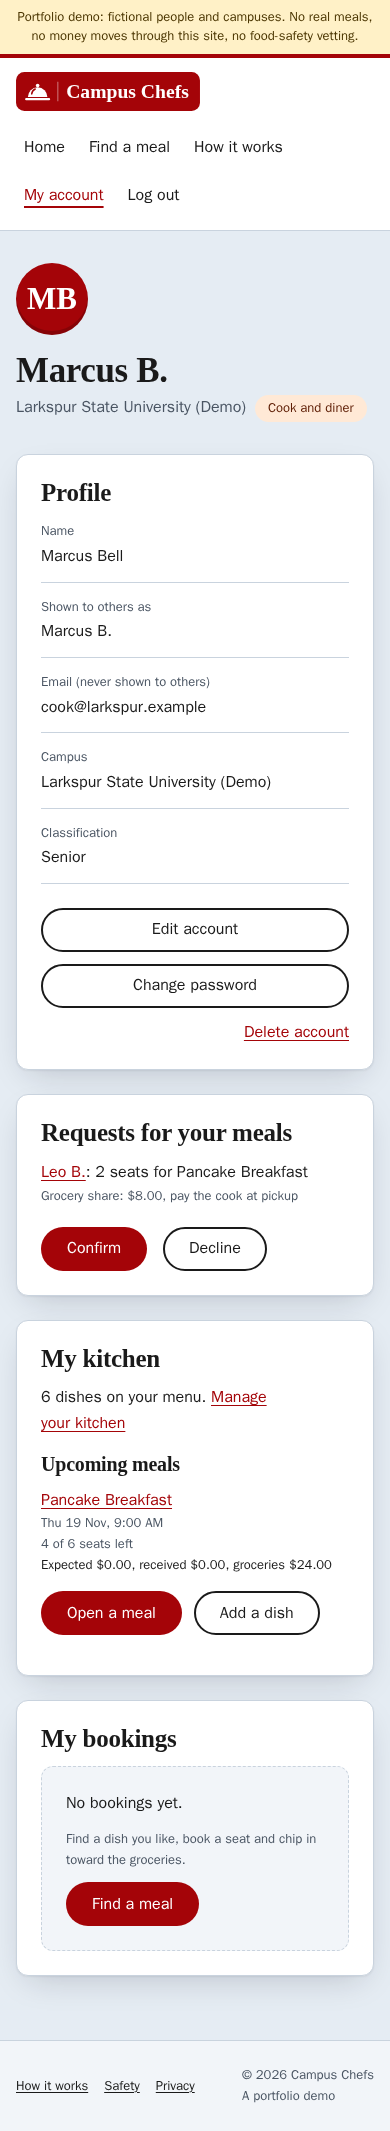 Portfolio demo: fictional people and campuses. No real meals,
no money moves through this site, no food-safety vetting.
Campus Chefs
Home Find a meal How it works
My account Log out
MB
Marcus B.
Larkspur State University (Demo) Cook and diner
Profile
Name
Marcus Bell
Shown to others as
Marcus B.
Email (never shown to others)
cook@larkspur.example
Campus
Larkspur State University (Demo)
Classification
Senior
Edit account
Change password
Delete account
Requests for your meals
Leo B.: 2 seats for Pancake Breakfast
Grocery share: $8.00, pay the cook at pickup
Confirm Decline
My kitchen
6 dishes on your menu. Manage
your kitchen
Upcoming meals
Pancake Breakfast
Thu 19 Nov, 9:00 AM
4 of 6 seats left
Expected $0.00, received $0.00, groceries $24.00
Open a meal Add a dish
My bookings
No bookings yet.
Find a dish you like, book a seat and chip in
toward the groceries.
Find a meal
How it works Safety Privacy
© 2026 Campus Chefs
A portfolio demo